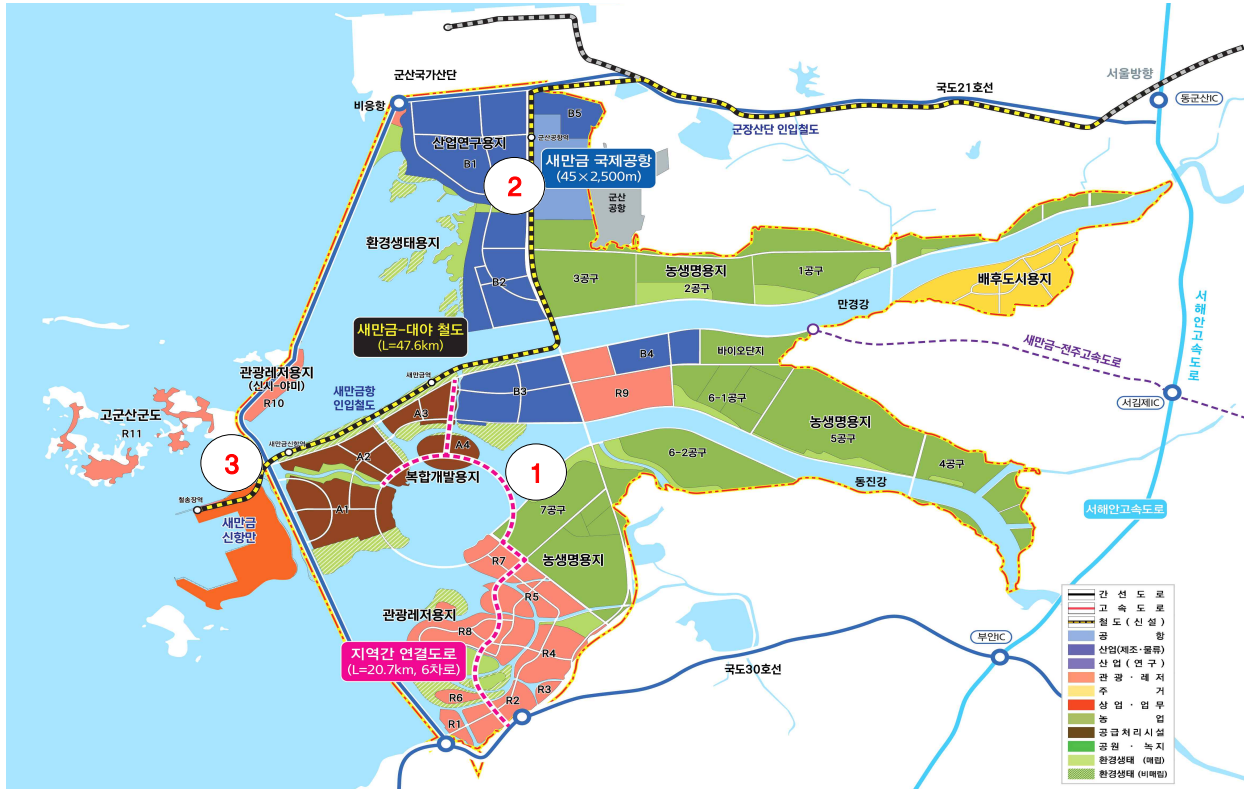 군산국가산단
비응항
국도21호선
서울방향
동군산IC
군장산단 인입철도
산업연구용지
B1
B5
군산공항역
2
새만금 국제공항
(45×2,500m)
군산
공항
환경생태용지
B2
3공구
농생명용지
2공구
1공구
만경강
배후도시용지
서해안고속도로
새만금-대야 철도
(L=47.6km)
새만금-전주고속도로
서김제IC
관광레저용지
(신시-야미)
R10
고군산군도
R11
새만금항
인입철도
새만금역
B3
B4
바이오단지
R9
6-1공구
농생명용지
5공구
4공구
6-2공구
동진강
3
새만금신항역
철송장역
새만금
신항만
A3
A4
A2
A1
복합개발용지
1
7공구
농생명용지
서해안고속도로
R7
R5
관광레저용지
R8
R4
지역간 연결도로
(L=20.7km, 6차로)
R3
R6
R2
R1
국도30호선
부안IC
간선도로
고속도로
철도(신설)
공항
산업(제조·물류)
산업(연구)
관광·레저
주거
상업·업무
농업
공급처리시설
공원·녹지
환경생태 (매립)
환경생태 (비매립)